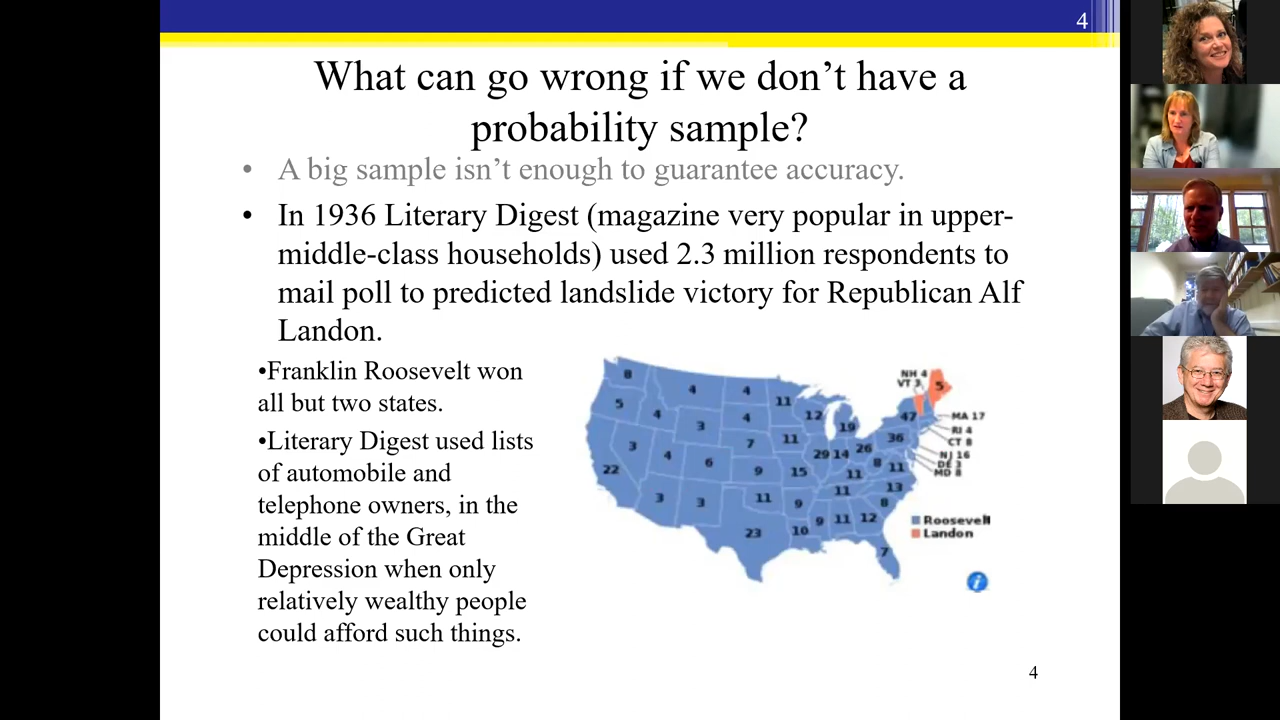 4
What can go wrong if we don’t have a
probability sample?
• A big sample isn’t enough to guarantee accuracy.
• In 1936 Literary Digest (magazine very popular in upper-
middle-class households) used 2.3 million respondents to
mail poll to predicted landslide victory for Republican Alf
Landon.
•Franklin Roosevelt won
all but two states.
•Literary Digest used lists
of automobile and
telephone owners, in the
middle of the Great
Depression when only
relatively wealthy people
could afford such things.
NH 4
VT 3
5
8
4
4
11
5
4
3
4
12
19
47
MA 17
RI 4
CT 8
NJ 16
DE 3
MD 8
3
4
6
7
11
29
14
26
36
22
9
15
11
8
11
3
3
11
9
11
13
8
23
10
9
11
12
7
Roosevelt
Landon
i
4